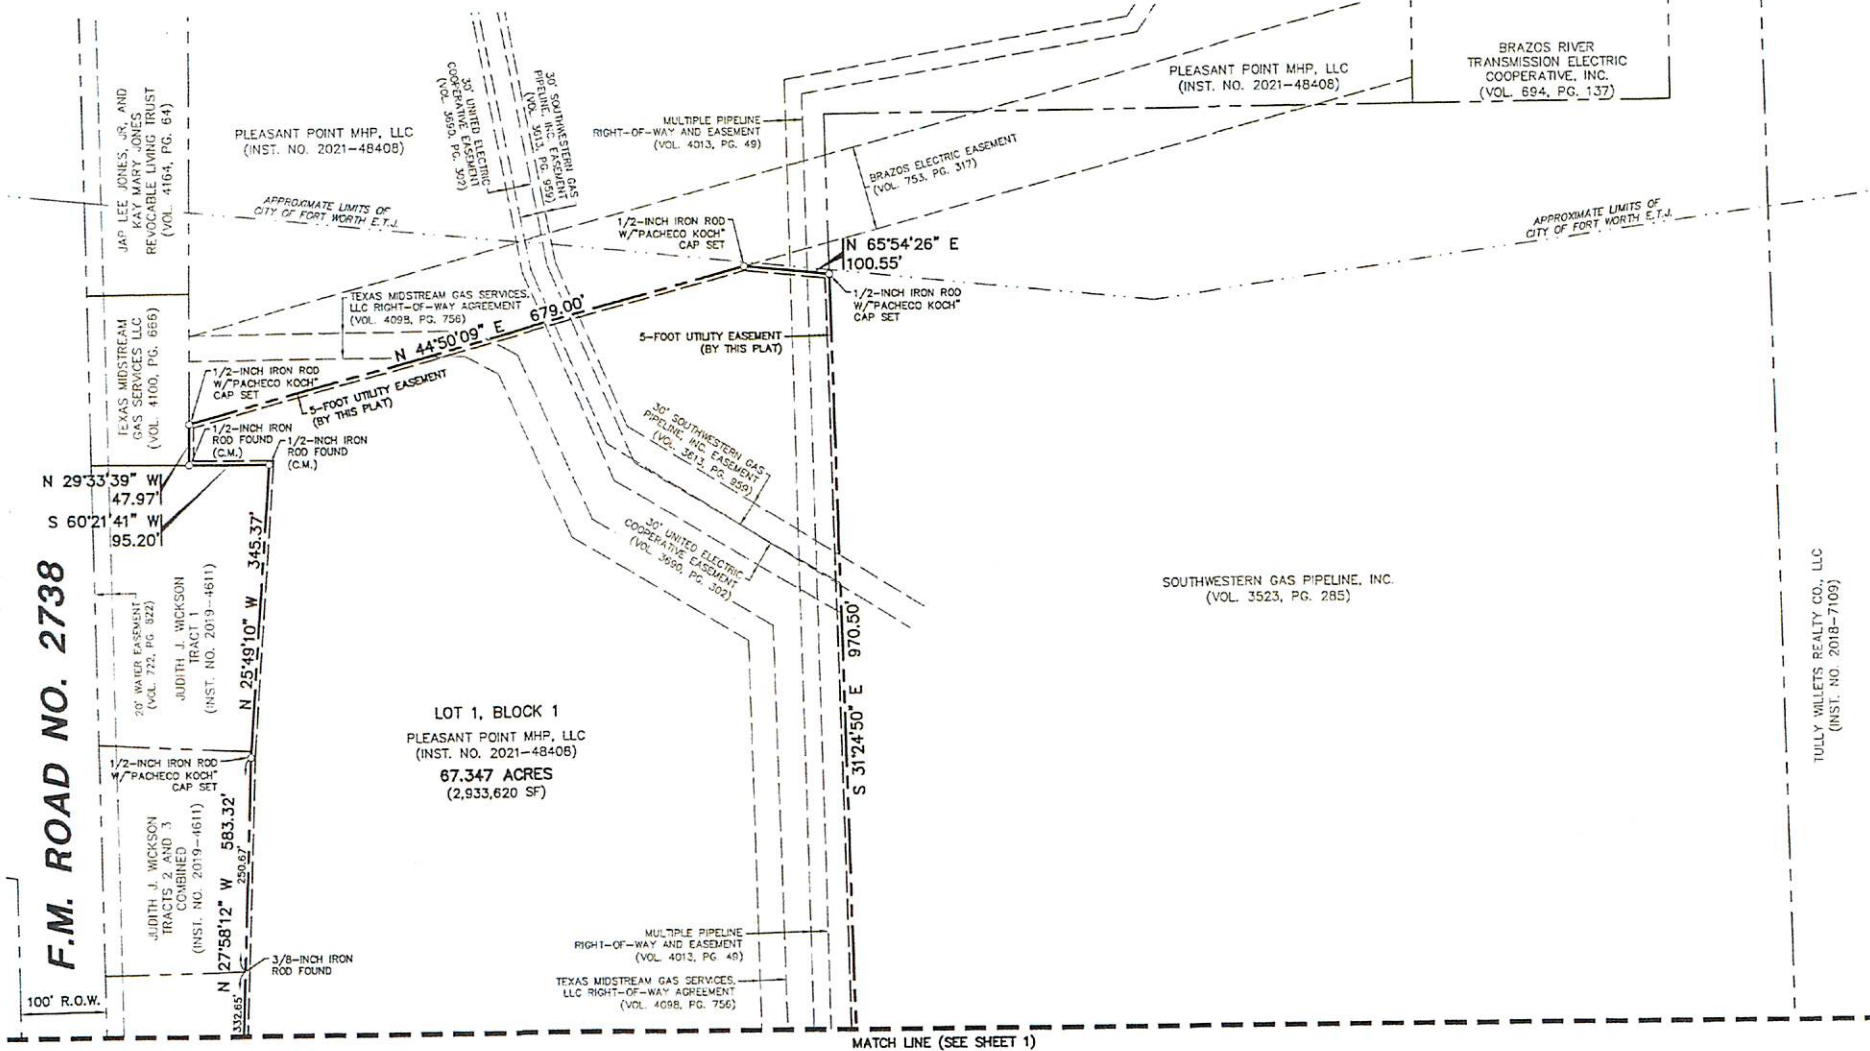 JAP LEE JONES, JR, AND
KAY MARY JONES
REVOCABLE LIVING TRUST
(VOL. 4164, PG. 64)
PLEASANT POINT MHP, LLC
(INST. NO. 2021-48408)
30' UNITED ELECTRIC
COOPERATIVE EASEMENT
(VOL. 3690, PG. 302)
30' SOUTHWESTERN GAS
PIPELINE, INC. EASEMENT
(VOL. 3613, PG. 959)
MULTIPLE PIPELINE
RIGHT-OF-WAY AND EASEMENT
(VOL. 4013, PG. 49)
PLEASANT POINT MHP, LLC
(INST. NO. 2021-48408)
BRAZOS RIVER
TRANSMISSION ELECTRIC
COOPERATIVE, INC.
(VOL. 694, PG. 137)
BRAZOS ELECTRIC EASEMENT
(VOL. 753, PG. 317)
APPROXIMATE LIMITS OF
CITY OF FORT WORTH E.T.J.
APPROXIMATE LIMITS OF
CITY OF FORT WORTH E.T.J.
1/2-INCH IRON ROD
W/"PACHECO KOCH"
CAP SET
N 65°54'26" E
100.55'
1/2-INCH IRON ROD
W/"PACHECO KOCH"
CAP SET
TEXAS MIDSTREAM GAS SERVICES,
LLC RIGHT-OF-WAY AGREEMENT
(VOL. 4098, PG. 756)
N 44°50'09" E 679.00'
5-FOOT UTILITY EASEMENT
(BY THIS PLAT)
TEXAS MIDSTREAM
GAS SERVICES LLC
(VOL. 4100, PG. 666)
1/2-INCH IRON ROD
W/"PACHECO KOCH"
CAP SET
5-FOOT UTILITY EASEMENT
(BY THIS PLAT)
1/2-INCH IRON
ROD FOUND
(C.M.)
1/2-INCH IRON
ROD FOUND
(C.M.)
N 29°33'39" W
47.97'
S 60°21'41" W
95.20'
30' SOUTHWESTERN GAS
PIPELINE, INC. EASEMENT
(VOL. 3613, PG. 959)
30' UNITED ELECTRIC
COOPERATIVE EASEMENT
(VOL. 3690, PG. 302)
SOUTHWESTERN GAS PIPELINE, INC.
(VOL. 3523, PG. 285)
TULLY WILLETS REALTY CO., LLC
(INST. NO. 2018-7109)
F.M. ROAD NO. 2738
20' WATER EASEMENT
(VOL. 722, PG. 822)
JUDITH J. WICKSON
TRACT 1
(INST. NO. 2019-4611)
N 25°49'10" W 345.37'
S 31°24'50" E 970.50'
LOT 1, BLOCK 1
PLEASANT POINT MHP, LLC
(INST. NO. 2021-48408)
67.347 ACRES
(2,933,620 SF)
1/2-INCH IRON ROD
W/"PACHECO KOCH"
CAP SET
JUDITH J. WICKSON
TRACTS 2 AND 3
COMBINED
(INST. NO. 2019-4611)
N 27°58'12" W 583.32'
250.67'
332.65'
3/8-INCH IRON
ROD FOUND
MULTIPLE PIPELINE
RIGHT-OF-WAY AND EASEMENT
(VOL. 4013, PG. 49)
TEXAS MIDSTREAM GAS SERVICES,
LLC RIGHT-OF-WAY AGREEMENT
(VOL. 4098, PG. 756)
100' R.O.W.
MATCH LINE (SEE SHEET 1)